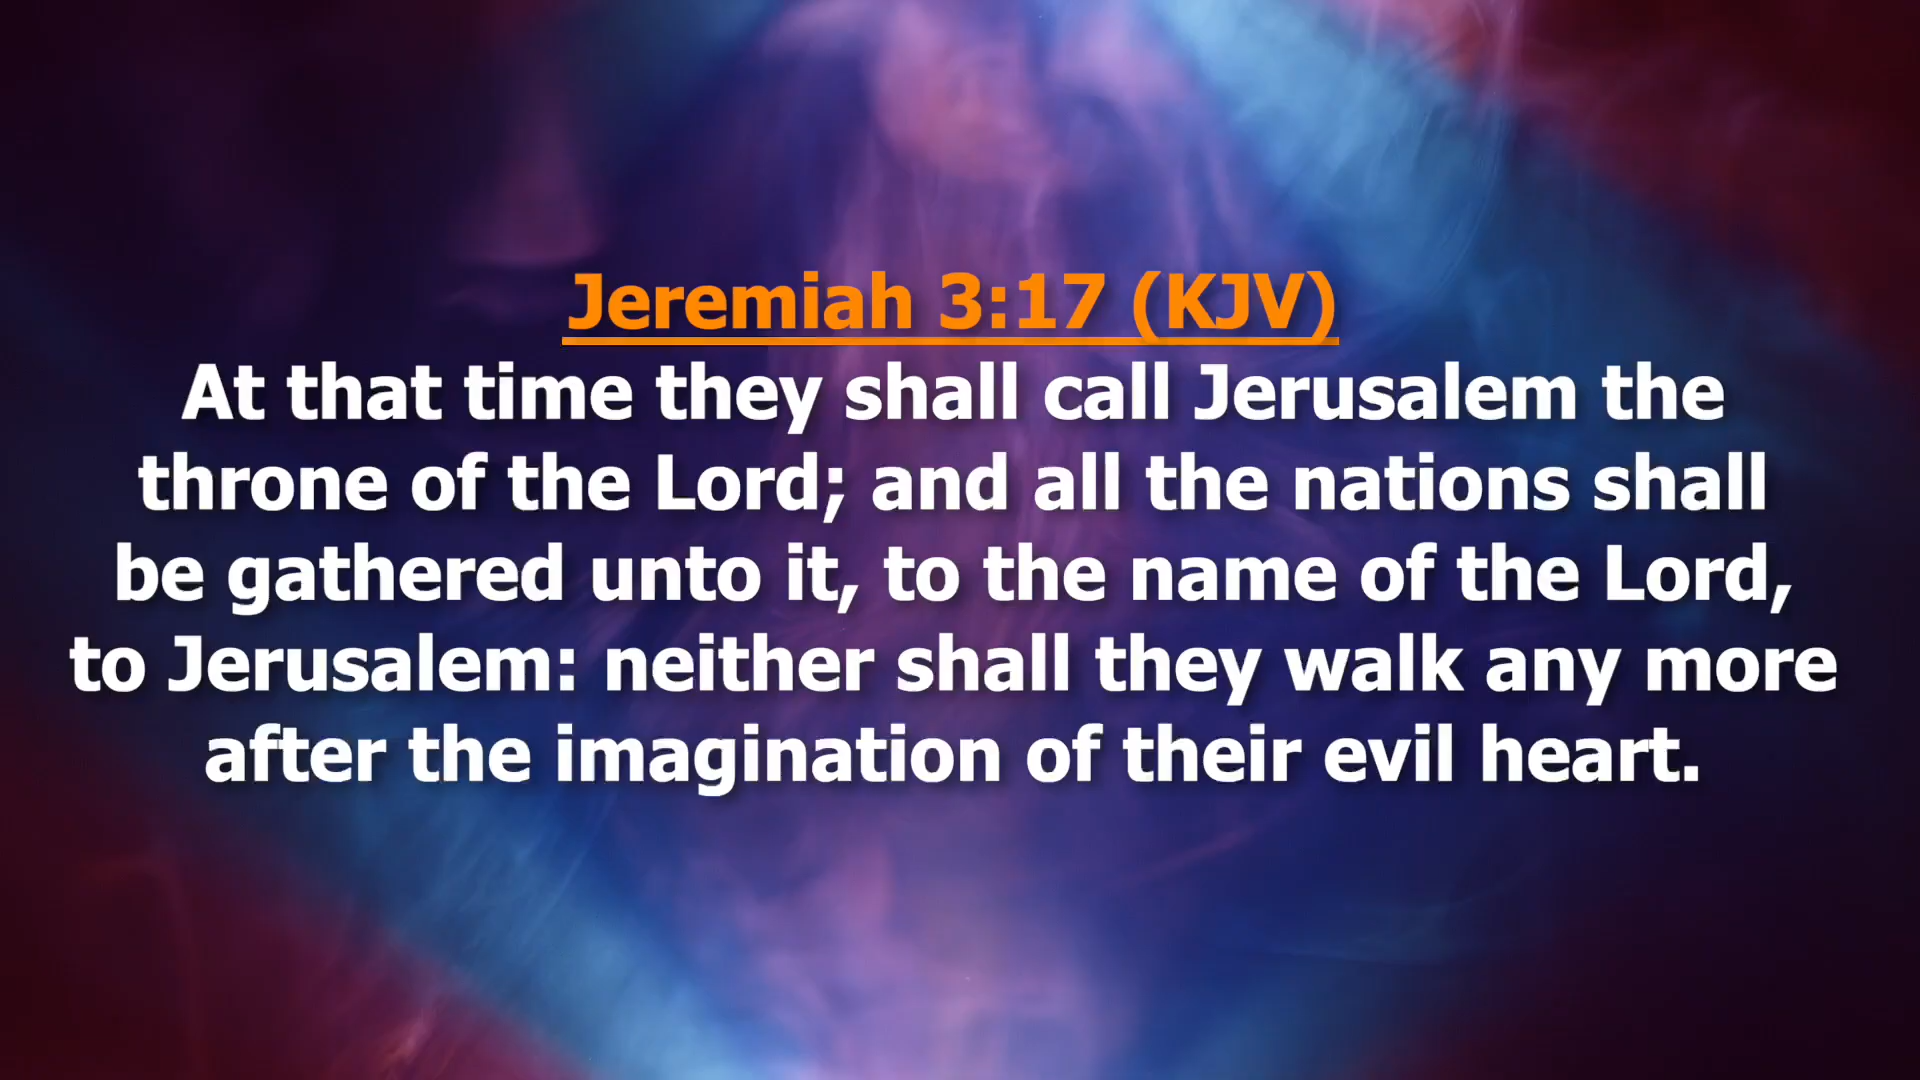 Jeremiah 3:17 (KJV)
At that time they shall call Jerusalem the
throne of the Lord; and all the nations shall
be gathered unto it, to the name of the Lord,
to Jerusalem: neither shall they walk any more
after the imagination of their evil heart.